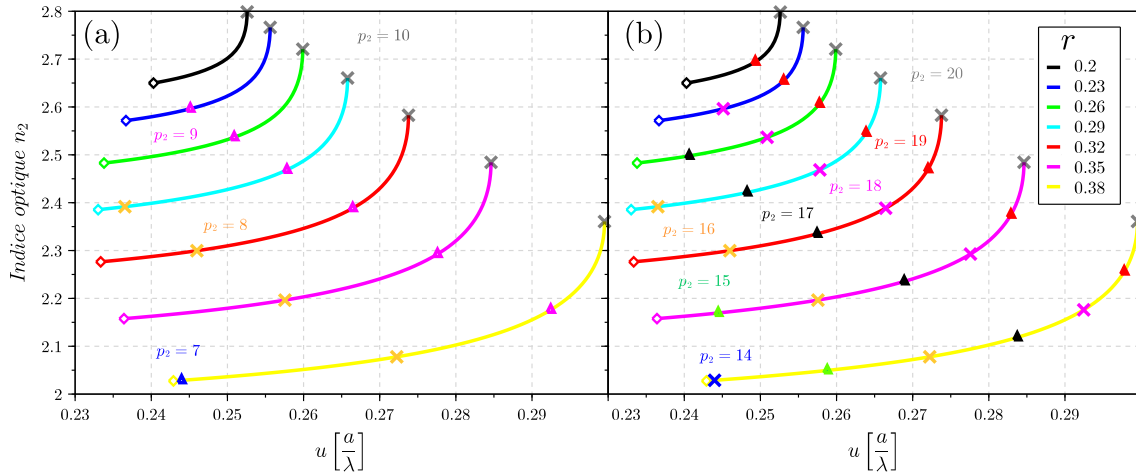 (a)
(b)
p₂ = 10
p₂ = 9
p₂ = 8
p₂ = 7
p₂ = 20
p₂ = 19
p₂ = 18
p₂ = 17
p₂ = 16
p₂ = 15
p₂ = 14
r
0.2
0.23
0.26
0.29
0.32
0.35
0.38
Indice optique n₂
2.8
2.7
2.6
2.5
2.4
2.3
2.2
2.1
2
0.23 0.24 0.25 0.26 0.27 0.28 0.29
0.23 0.24 0.25 0.26 0.27 0.28 0.29
u [a/λ]
u [a/λ]